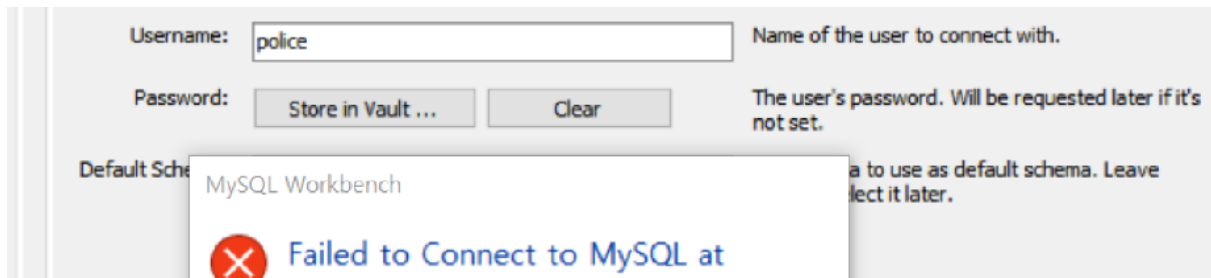 Username: police Name of the user to connect with.
Password: Store in Vault ... Clear The user's password. Will be requested later if it's
not set.
Default Sche a to use as default schema. Leave
MySQL Workbench lect it later.
Failed to Connect to MySQL at